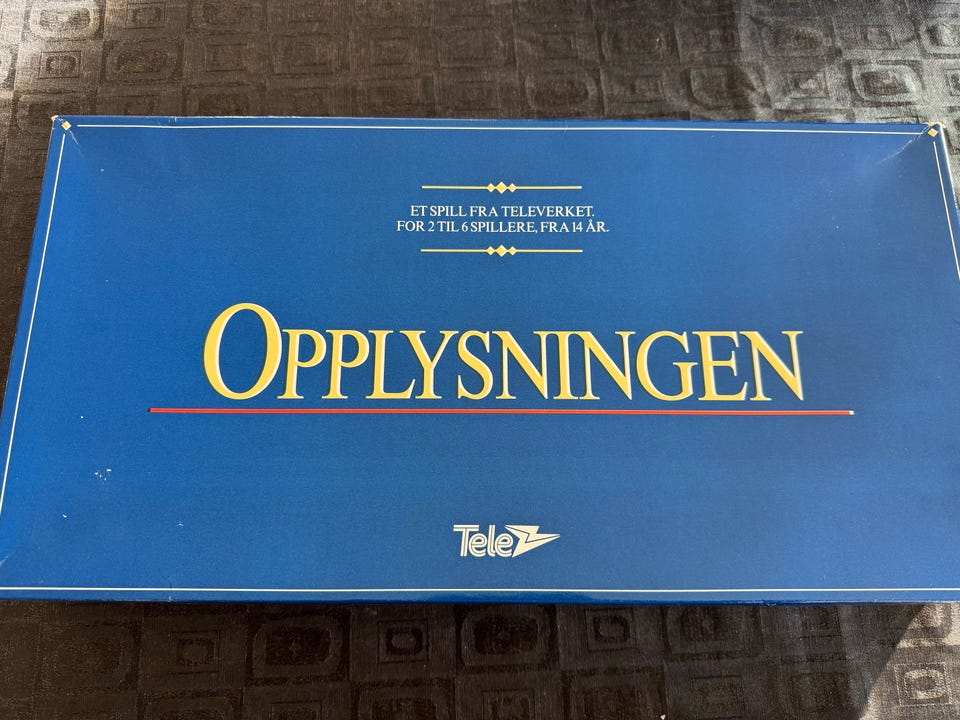 ET SPILL FRA TELEVERKET.
FOR 2 TIL 6 SPILLERE, FRA 14 ÅR.
OPPLYSNINGEN
Tele